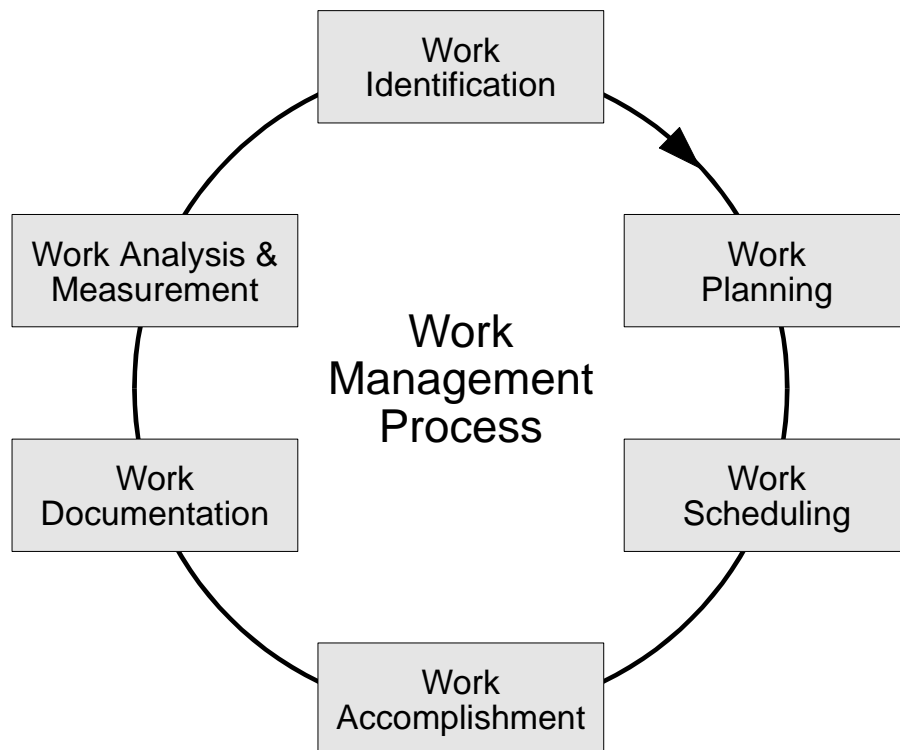 Work
Identification
Work
Planning
Work
Scheduling
Work
Accomplishment
Work
Documentation
Work Analysis &
Measurement
Work
Management
Process